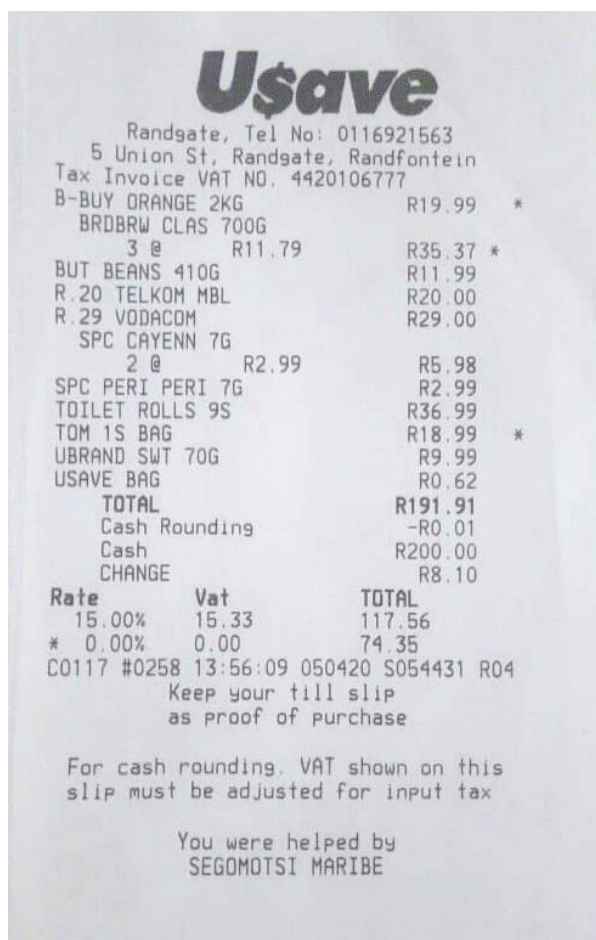 U$ave
Randgate, Tel No: 0116921563
5 Union St, Randgate, Randfontein
Tax Invoice VAT NO. 4420106777
B-BUY ORANGE 2KG R19.99 *
BRDBRW CLAS 700G
3 @ R11.79 R35.37 *
BUT BEANS 410G R11.99
R.20 TELKOM MBL R20.00
R.29 VODACOM R29.00
SPC CAYENN 7G
2 @ R2.99 R5.98
SPC PERI PERI 7G R2.99
TOILET ROLLS 9S R36.99
TOM 1S BAG R18.99 *
UBRAND SWT 70G R9.99
USAVE BAG R0.62
TOTAL R191.91
Cash Rounding -R0.01
Cash R200.00
CHANGE R8.10
Rate Vat TOTAL
15.00% 15.33 117.56
* 0.00% 0.00 74.35
C0117 #0258 13:56:09 050420 S054431 R04
Keep your till slip
as proof of purchase
For cash rounding. VAT shown on this
slip must be adjusted for input tax
You were helped by
SEGOMOTSI MARIBE